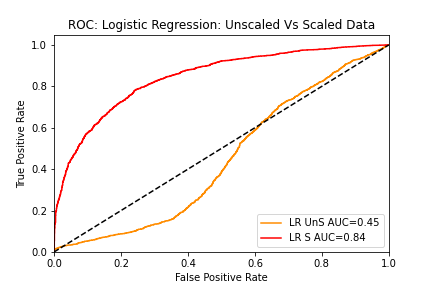 ROC: Logistic Regression: Unscaled Vs Scaled Data
True Positive Rate
1.0
0.8
0.6
0.4
0.2
0.0
LR UnS AUC=0.45
LR S AUC=0.84
0.0 0.2 0.4 0.6 0.8 1.0
False Positive Rate